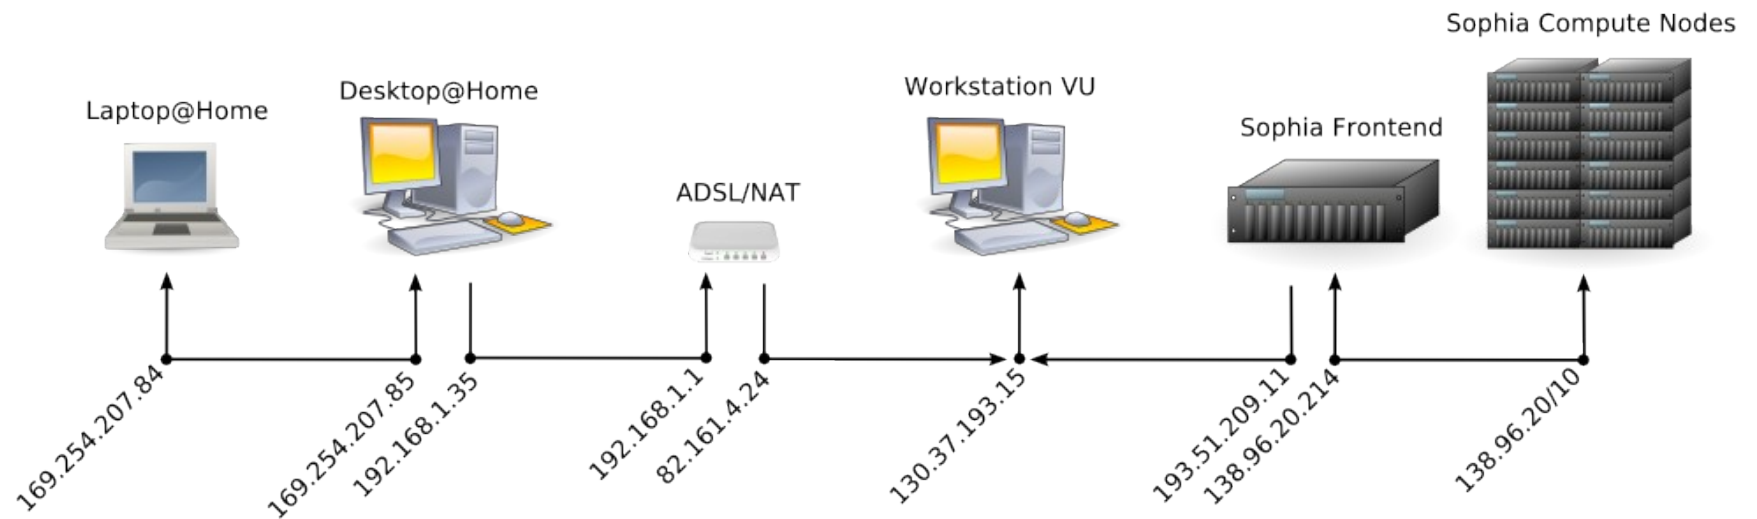 Sophia Compute Nodes
Desktop@Home
Workstation VU
Laptop@Home
Sophia Frontend
ADSL/NAT
169.254.207.84
169.254.207.85
192.168.1.35
192.168.1.1
82.161.4.24
130.37.193.15
193.51.209.11
138.96.20.214
138.96.20/10